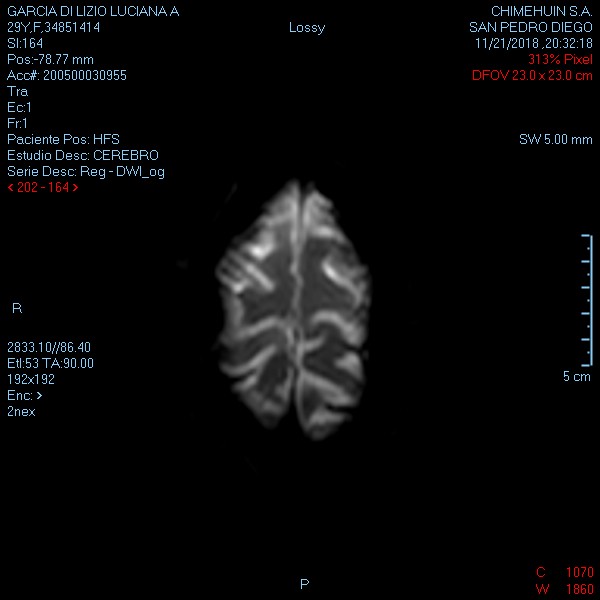 GARCIA DI LIZIO LUCIANA A
29Y,F,34851414
Sl:164
Pos:-78.77 mm
Acc#: 200500030955
Tra
Ec:1
Fr:1
Paciente Pos: HFS
Estudio Desc: CEREBRO
Serie Desc: Reg - DWI_og
< 202 - 164 >
Lossy
CHIMEHUIN S.A.
SAN PEDRO DIEGO
11/21/2018 ,20:32:18
313% Pixel
DFOV 23.0 x 23.0 cm
SW 5.00 mm
R
2833.10//86.40
Etl:53 TA:90.00
192x192
Enc: >
2nex
5 cm
P
C 1070
W 1860